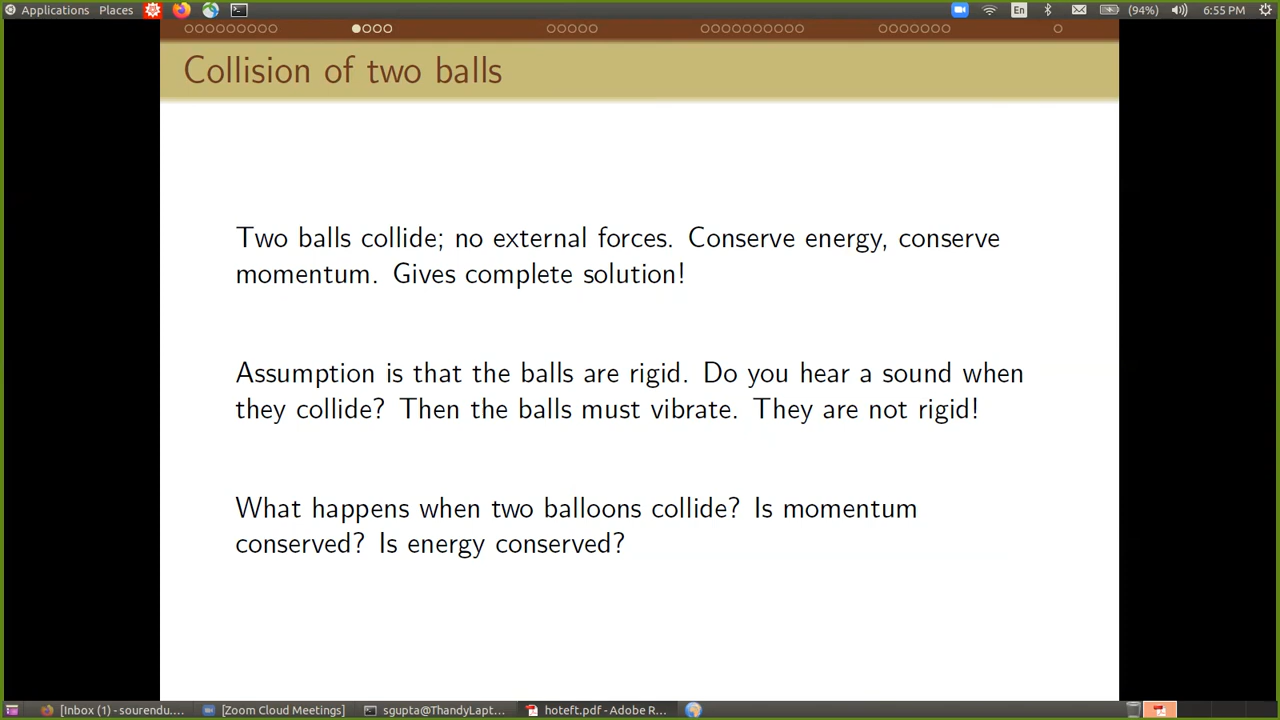 Applications Places En (94%) 6:55 PM
Collision of two balls
Two balls collide; no external forces. Conserve energy, conserve
momentum. Gives complete solution!
Assumption is that the balls are rigid. Do you hear a sound when
they collide? Then the balls must vibrate. They are not rigid!
What happens when two balloons collide? Is momentum
conserved? Is energy conserved?
[Inbox (1) - sourendu.... [Zoom Cloud Meetings] sgupta@ThandyLapt... hoteft.pdf - Adobe R...